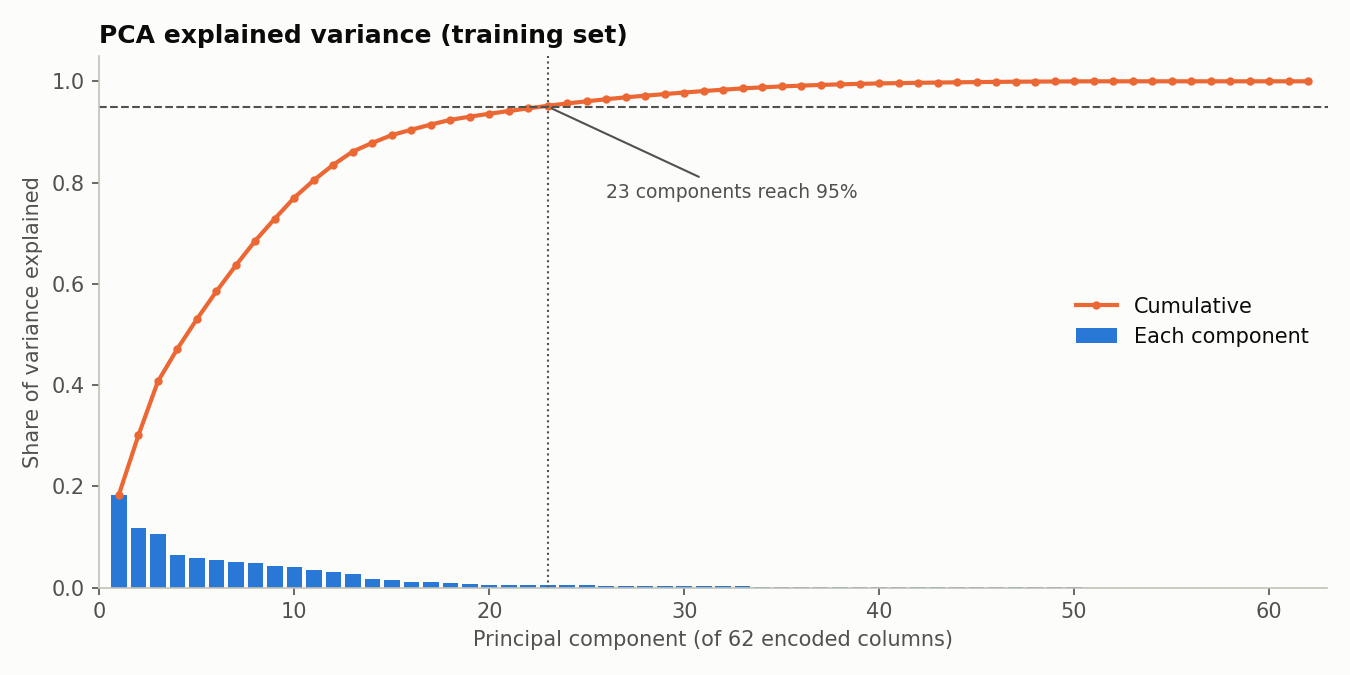 PCA explained variance (training set)
Share of variance explained
1.0
0.8
0.6
0.4
0.2
0.0
23 components reach 95%
Cumulative
Each component
0 10 20 30 40 50 60
Principal component (of 62 encoded columns)